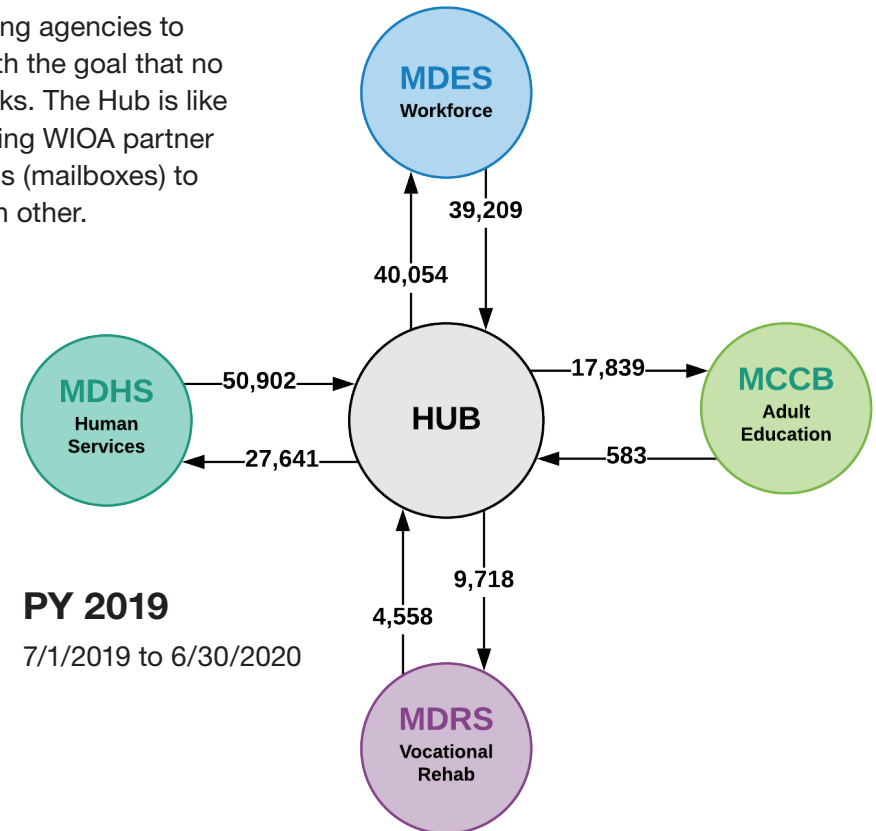 ng agencies to
th the goal that no
ks. The Hub is like
ing WIOA partner
s (mailboxes) to
n other.
MDES
Workforce
39,209
40,054
MDHS
Human
Services
50,902
27,641
HUB
17,839
583
MCCB
Adult
Education
9,718
4,558
PY 2019
7/1/2019 to 6/30/2020
MDRS
Vocational
Rehab